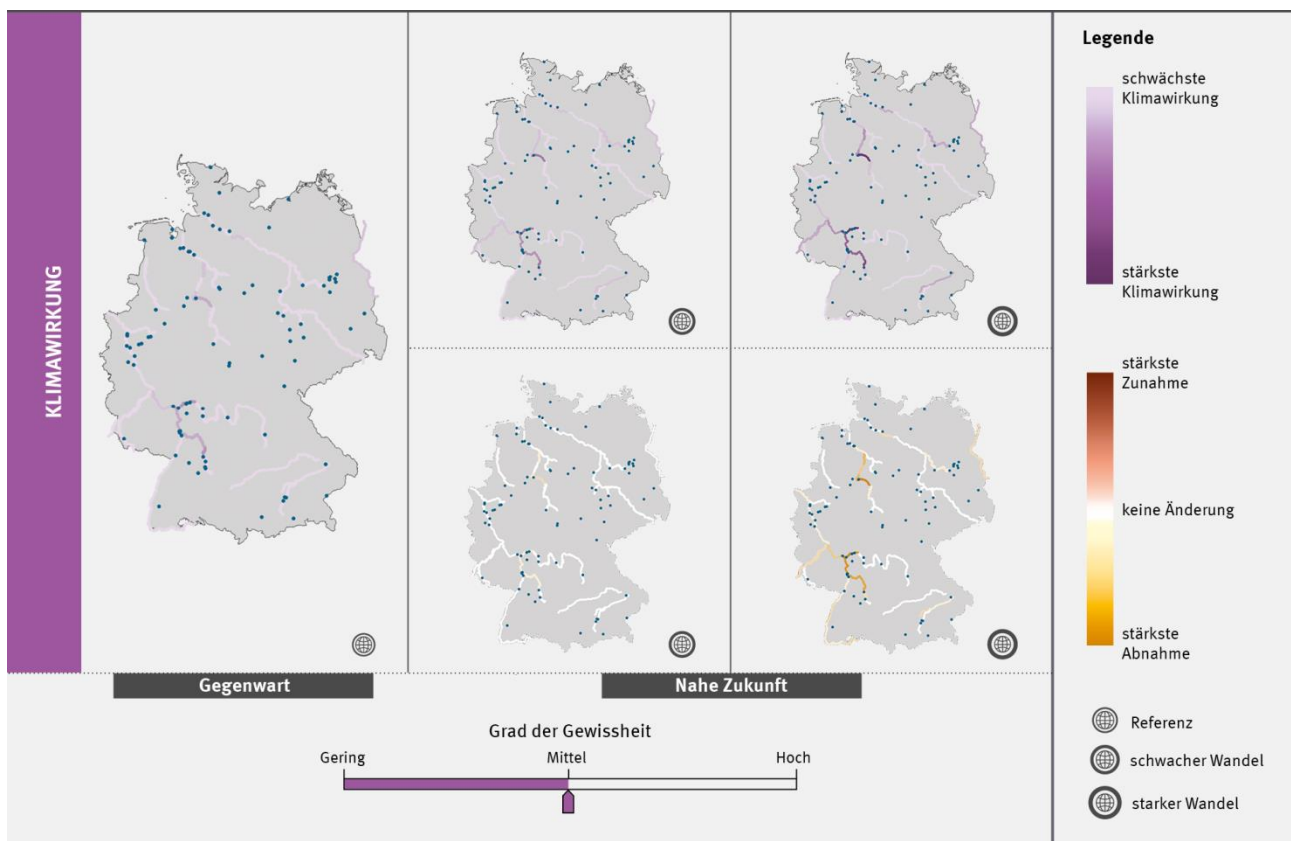 KLIMAWIRKUNG
Gegenwart
Nahe Zukunft
Grad der Gewissheit
Gering
Mittel
Hoch
Legende
schwächste
Klimawirkung
stärkste
Klimawirkung
stärkste
Zunahme
keine Änderung
stärkste
Abnahme
Referenz
schwacher Wandel
starker Wandel